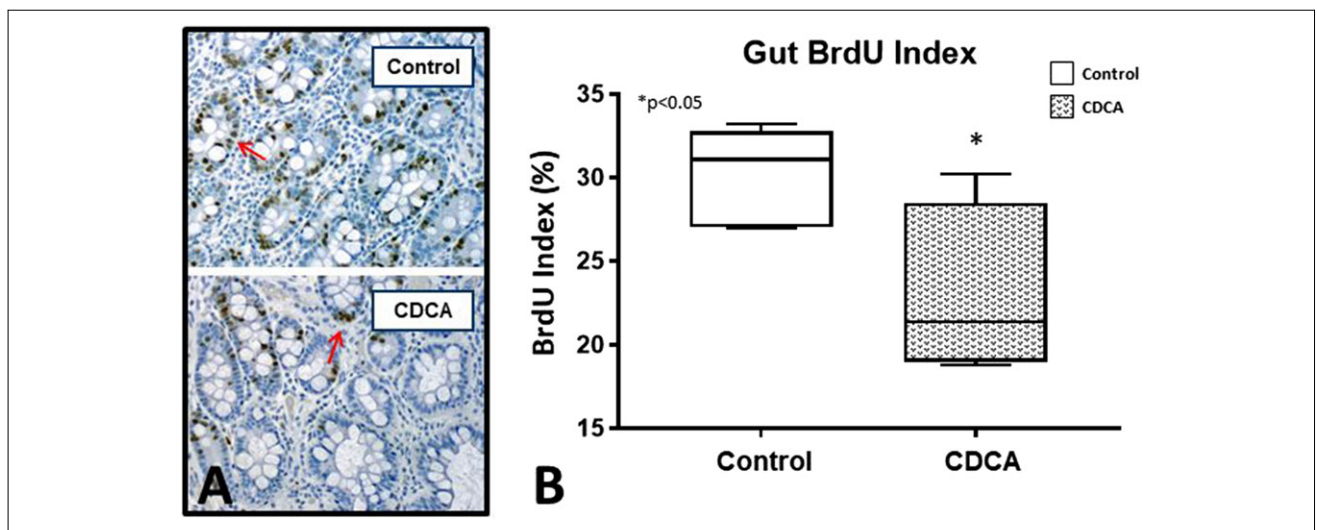 Control
CDCA
A
Gut BrdU Index
Control
CDCA
*p<0.05
*
BrdU Index (%)
35
30
25
20
15
Control
CDCA
B